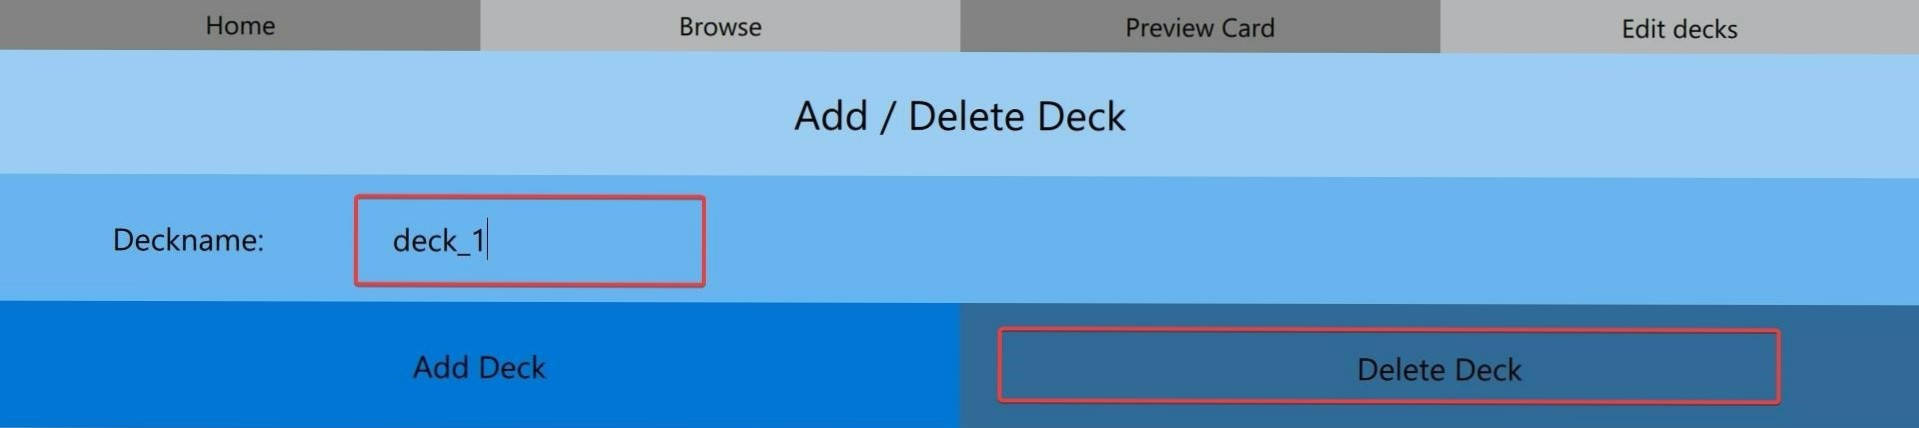 Home Browse Preview Card Edit decks
Add / Delete Deck
Deckname: deck_1
Add Deck Delete Deck